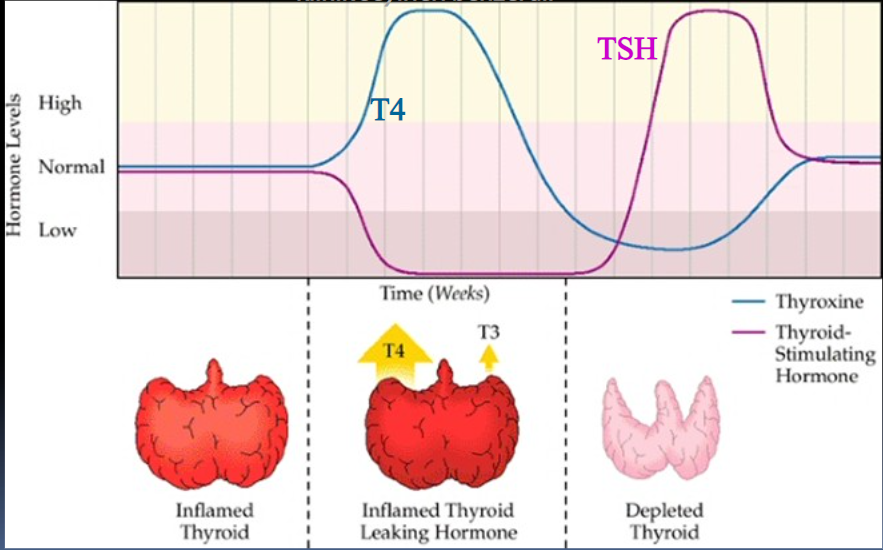 TSH
T4
Hormone Levels
High
Normal
Low
Time (Weeks)
Thyroxine
Thyroid-
Stimulating
Hormone
T4
T3
Inflamed
Thyroid
Inflamed Thyroid
Leaking Hormone
Depleted
Thyroid